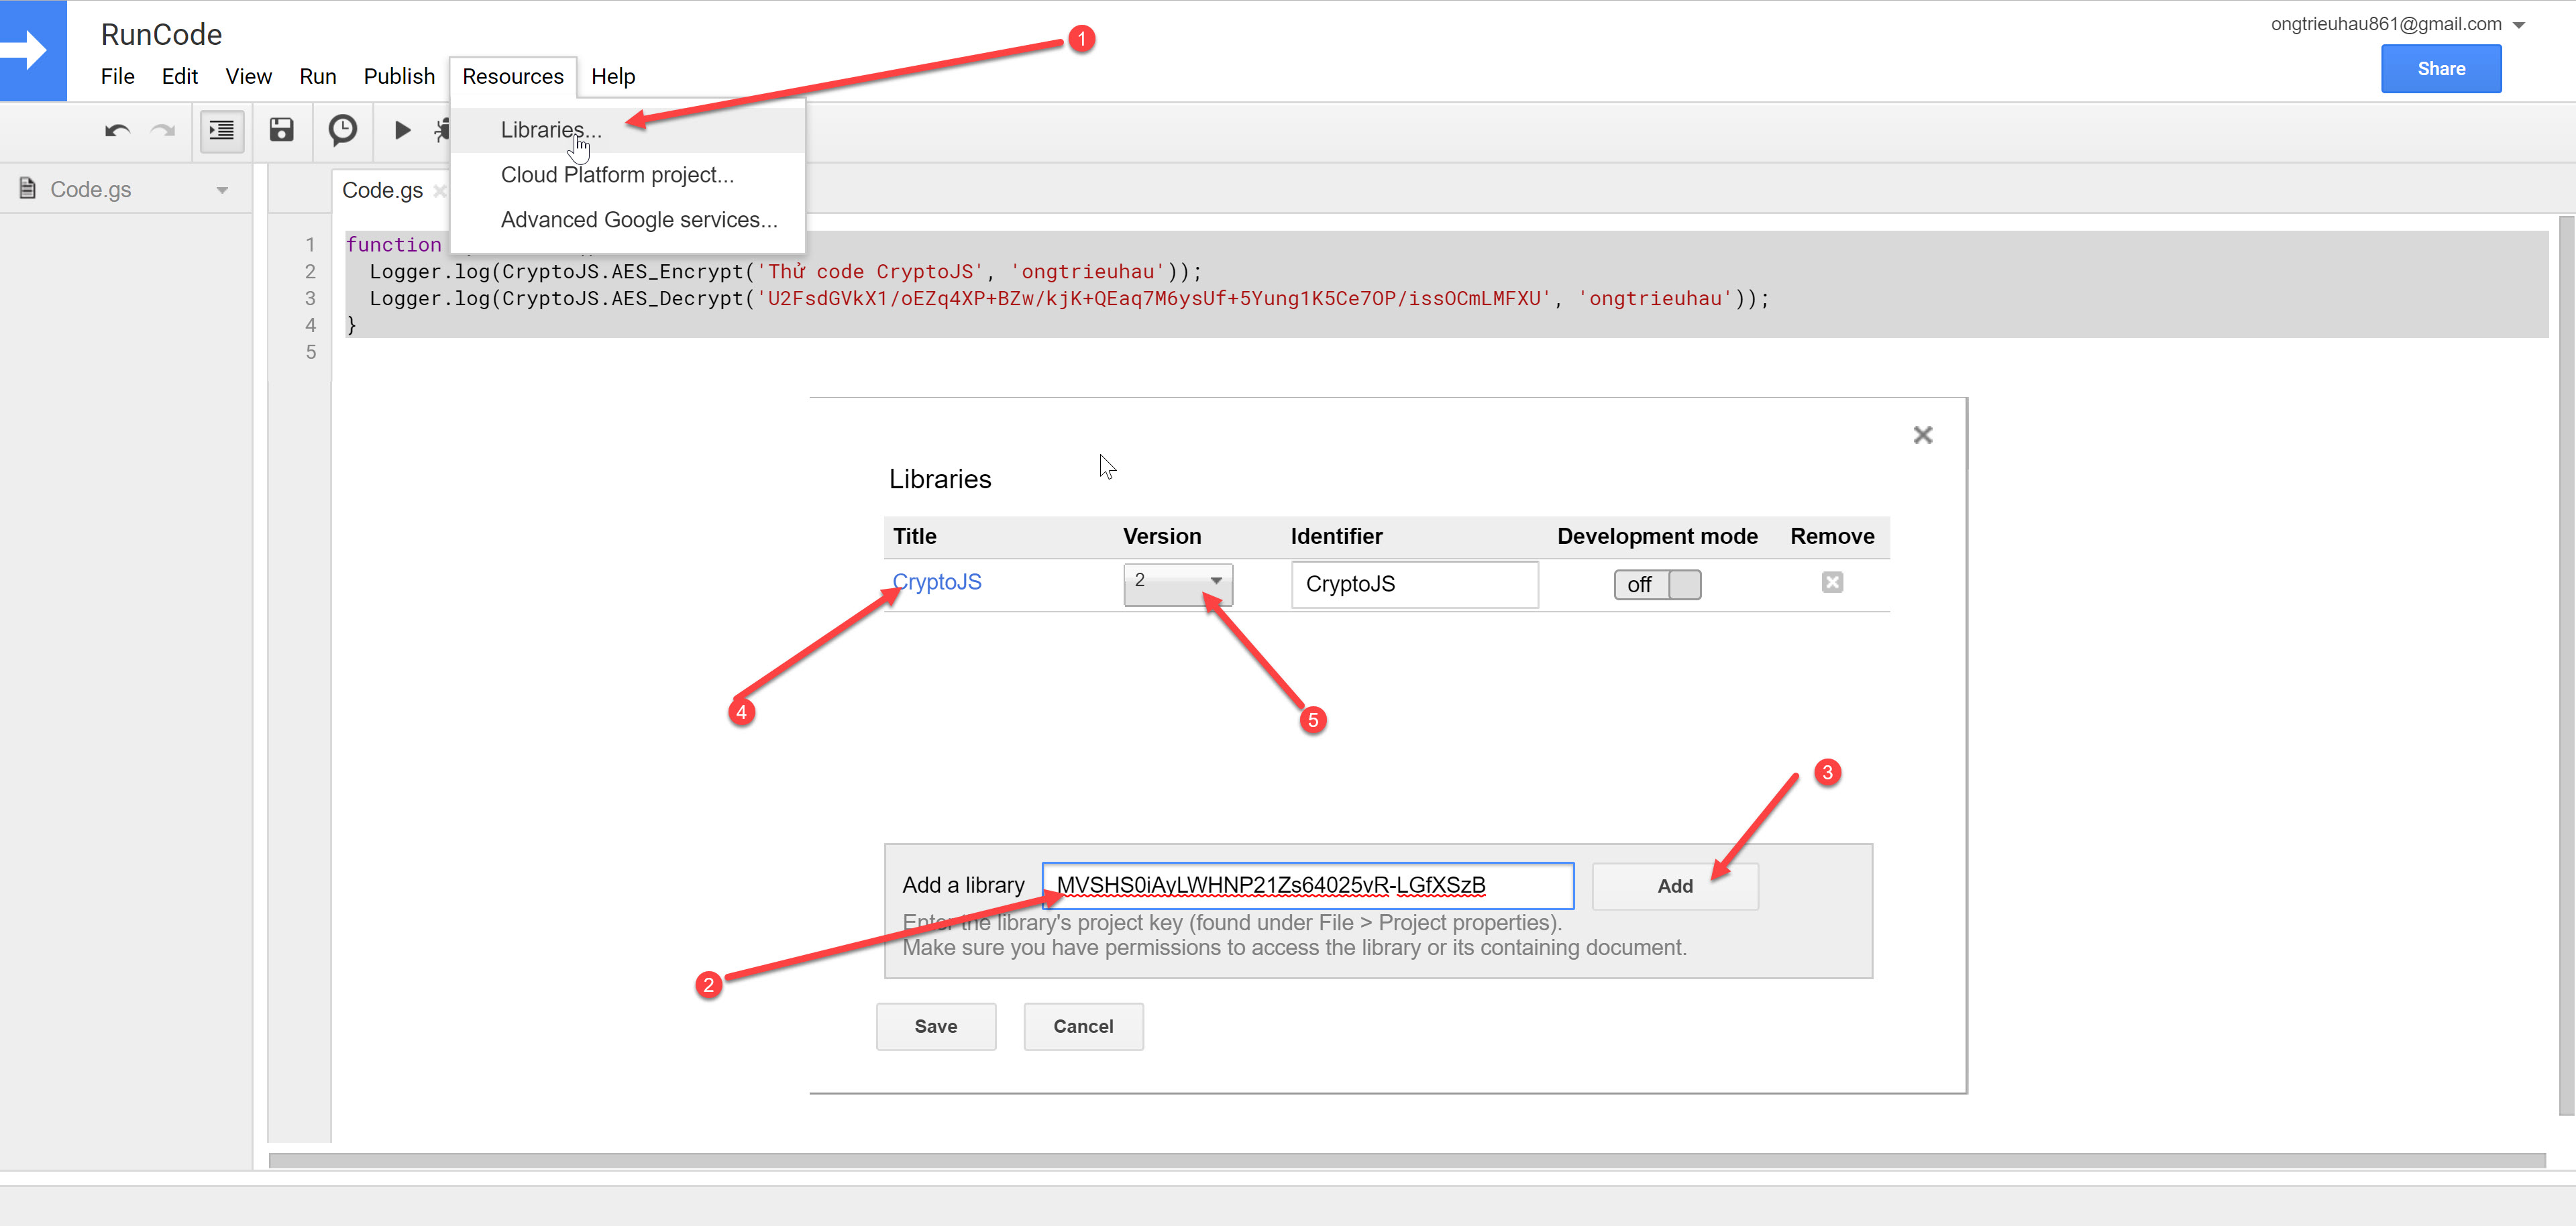 RunCode
ongtrieuhau861@gmail.com
Share
File Edit View Run Publish Resources Help
1
Libraries...
Cloud Platform project...
Advanced Google services...
Code.gs
Code.gs
1 function
2 Logger.log(CryptoJS.AES_Encrypt('Thử code CryptoJS', 'ongtrieuhau'));
3 Logger.log(CryptoJS.AES_Decrypt('U2FsdGVkX1/oEZq4XP+BZw/kjK+QEaq7M6ysUf+5Yung1K5Ce7OP/issOCmLMFXU', 'ongtrieuhau'));
4 }
5
Libraries
Title Version Identifier Development mode Remove
CryptoJS 2 CryptoJS off
4
5
3
Add a library MVSHS0iAyLWHNP21Zs64025vR-LGfXSzB Add
Enter the library's project key (found under File > Project properties).
Make sure you have permissions to access the library or its containing document.
2
Save Cancel